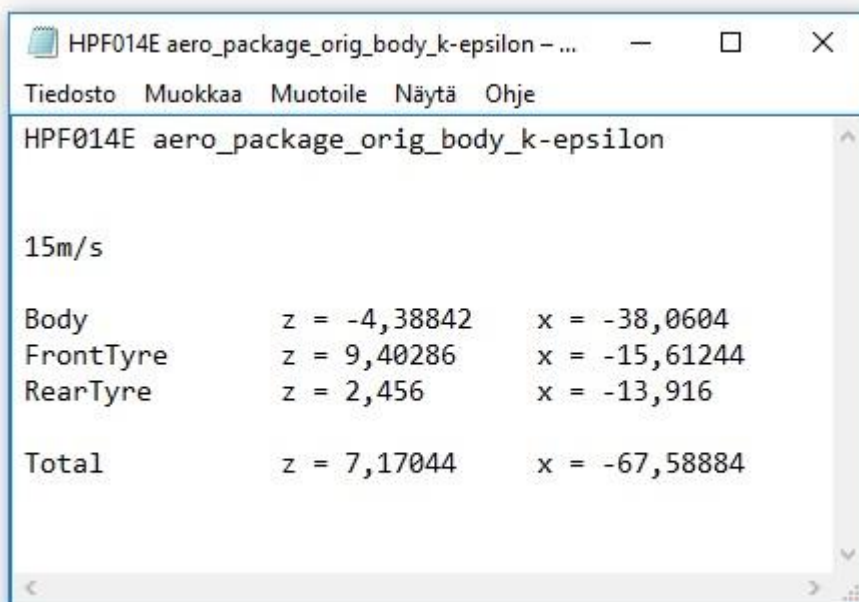 HPF014E aero_package_orig_body_k-epsilon – ...
Tiedosto Muokkaa Muotoile Näytä Ohje
HPF014E aero_package_orig_body_k-epsilon
15m/s
Body z = -4,38842 x = -38,0604
FrontTyre z = 9,40286 x = -15,61244
RearTyre z = 2,456 x = -13,916
Total z = 7,17044 x = -67,58884